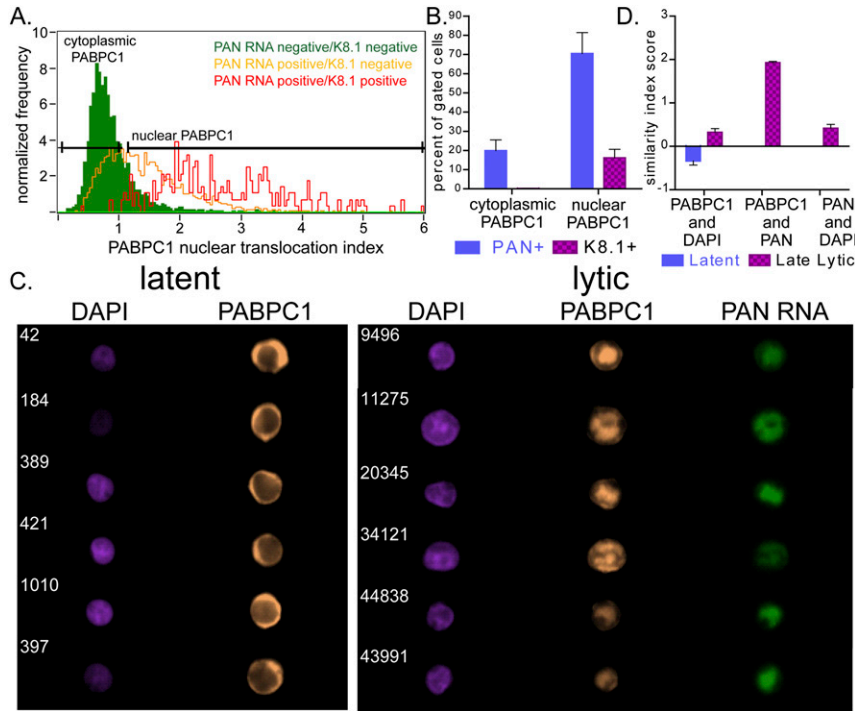 A.
cytoplasmic
PABPC1
PAN RNA negative/K8.1 negative
PAN RNA positive/K8.1 negative
PAN RNA positive/K8.1 positive
nuclear PABPC1
normalized frequency
10
8
6
4
2
0
1
2
3
4
5
6
PABPC1 nuclear translocation index
B.
percent of gated cells
90
80
70
60
50
40
30
20
10
0
cytoplasmic
PABPC1
nuclear
PABPC1
PAN+
K8.1+
D.
similarity index score
3
2
1
0
-1
PABPC1
and
DAPI
PABPC1
and
PAN
PAN
and
DAPI
Latent
Late Lytic
C.
latent
DAPI
PABPC1
42
184
389
421
1010
397
lytic
DAPI
PABPC1
PAN RNA
9496
11275
20345
34121
44838
43991